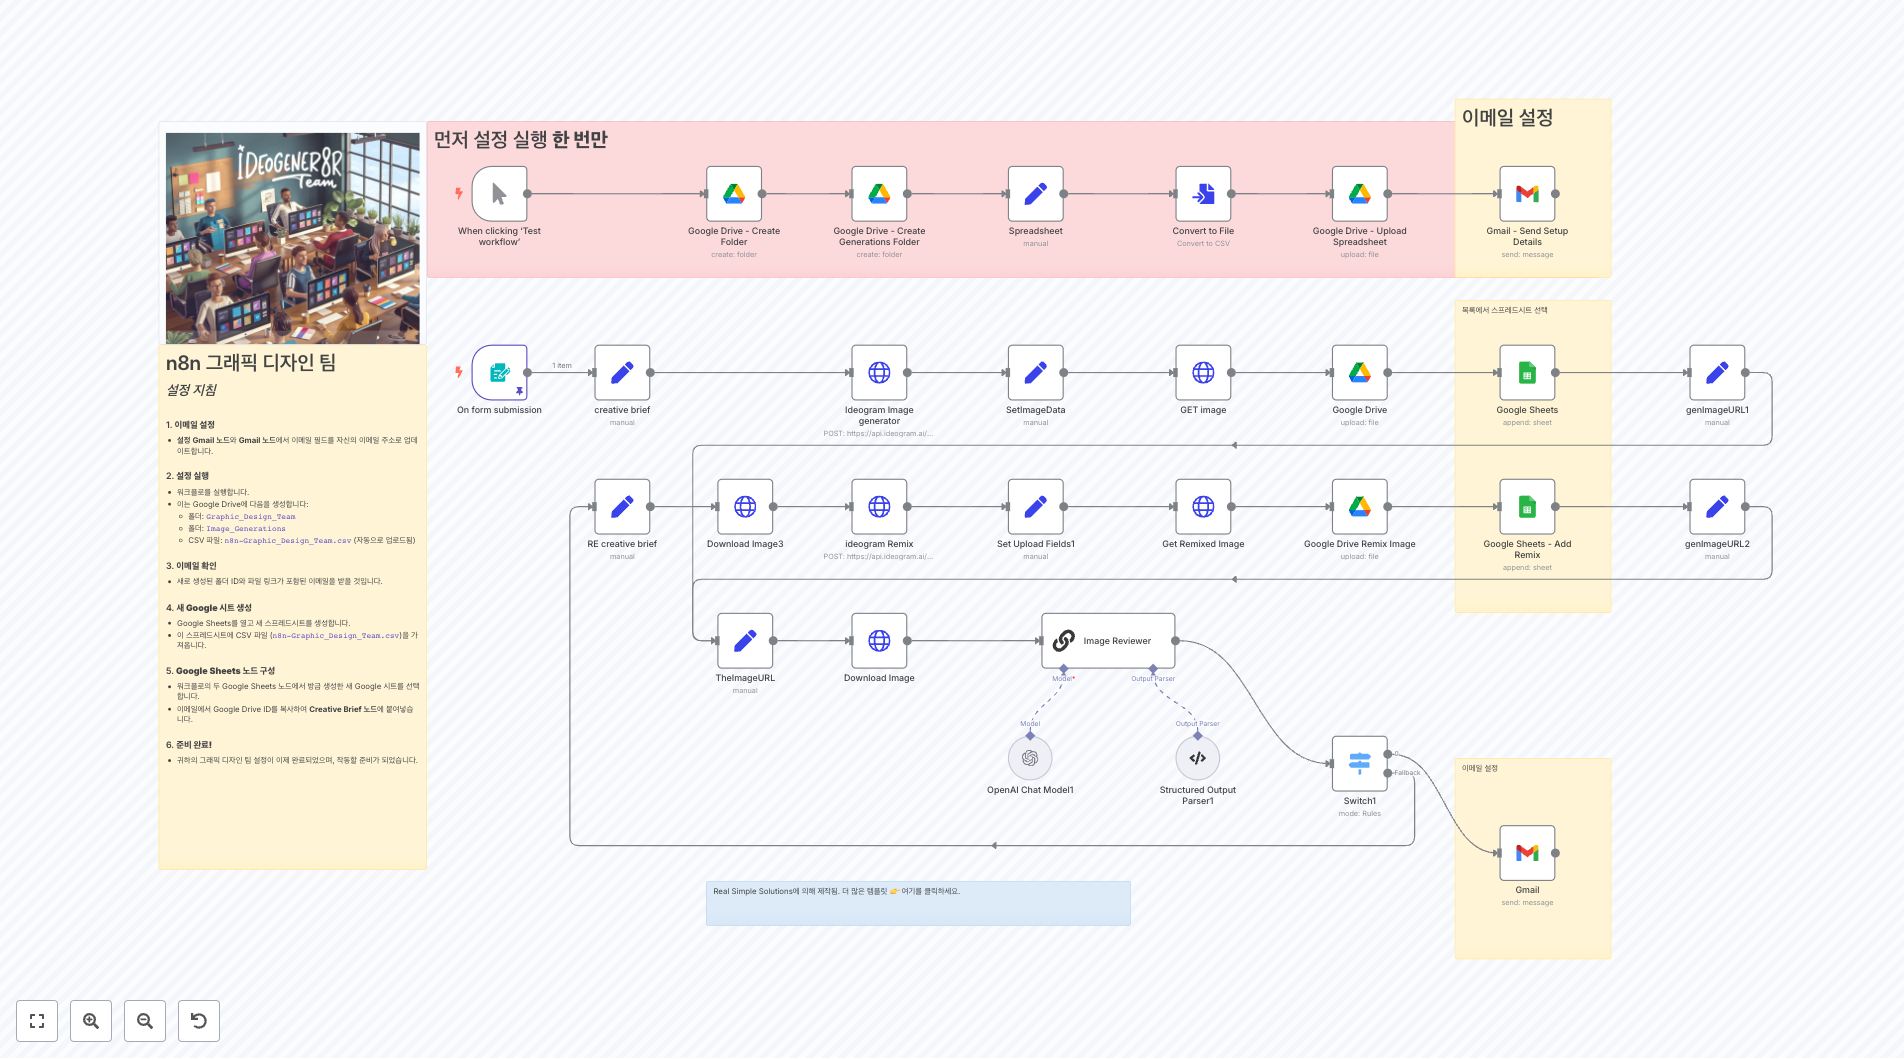 IDEOGENER8R
Team
n8n 그래픽 디자인 팀
설정 지침
1. 이메일 설정
설정 Gmail 노드와 Gmail 노드에서 이메일 필드를 자신의 이메일 주소로 업데
이트합니다.
2. 설정 실행
워크플로를 실행합니다.
이는 Google Drive에 다음을 생성합니다:
폴더: Graphic_Design_Team
폴더: Image_Generations
CSV 파일: n8n-Graphic_Design_Team.csv (자동으로 업로드됨)
3. 이메일 확인
새로 생성된 폴더 ID와 파일 링크가 포함된 이메일을 받을 것입니다.
4. 새 Google 시트 생성
Google Sheets를 열고 새 스프레드시트를 생성합니다.
이 스프레드시트에 CSV 파일 (n8n-Graphic_Design_Team.csv)을 가
져옵니다.
5. Google Sheets 노드 구성
워크플로의 두 Google Sheets 노드에서 방금 생성한 새 Google 시트를 선택
합니다.
이메일에서 Google Drive ID를 복사하여 Creative Brief 노드에 붙여넣습
니다.
6. 준비 완료!
귀하의 그래픽 디자인 팀 설정이 이제 완료되었으며, 작동할 준비가 되었습니다.
먼저 설정 실행 한 번만
이메일 설정
When clicking ‘Test
workflow’
Google Drive - Create
Folder
create: folder
Google Drive - Create
Generations Folder
create: folder
Spreadsheet
manual
Convert to File
Convert to CSV
Google Drive - Upload
Spreadsheet
upload: file
Gmail - Send Setup
Details
send: message
목록에서 스프레드시트 선택
On form submission
1 item
creative brief
manual
Ideogram Image
generator
POST: https://api.ideogram.ai/...
SetImageData
manual
GET image
Google Drive
upload: file
Google Sheets
append: sheet
genImageURL1
manual
RE creative brief
manual
Download Image3
ideogram Remix
POST: https://api.ideogram.ai/...
Set Upload Fields1
manual
Get Remixed Image
Google Drive Remix Image
upload: file
Google Sheets - Add
Remix
append: sheet
genImageURL2
manual
TheImageURL
manual
Download Image
Image Reviewer
Model*
Output Parser
Model
Output Parser
OpenAI Chat Model1
Structured Output
Parser1
0
Fallback
Switch1
mode: Rules
이메일 설정
Gmail
send: message
Real Simple Solutions에 의해 제작됨. 더 많은 템플릿 👉 여기를 클릭하세요.